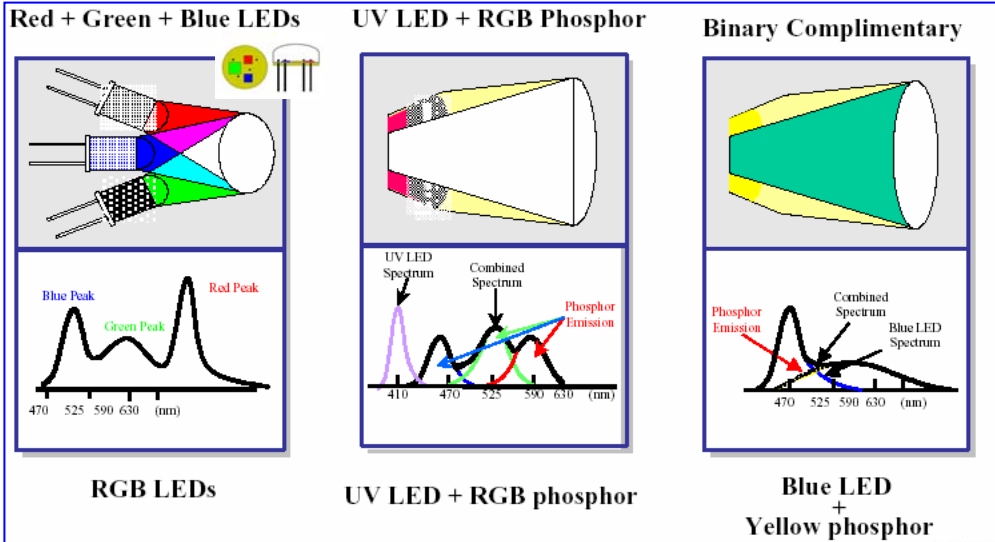 Red + Green + Blue LEDs
UV LED + RGB Phosphor
Binary Complimentary
Blue Peak
Green Peak
Red Peak
470 525 590 630 (nm)
RGB LEDs
UV LED
Spectrum
Combined
Spectrum
Phosphor
Emission
410 470 525 590 630 (nm)
UV LED + RGB phosphor
Phosphor
Emission
Combined
Spectrum
Blue LED
Spectrum
470 525 590 630 (nm)
Blue LED
+
Yellow phosphor